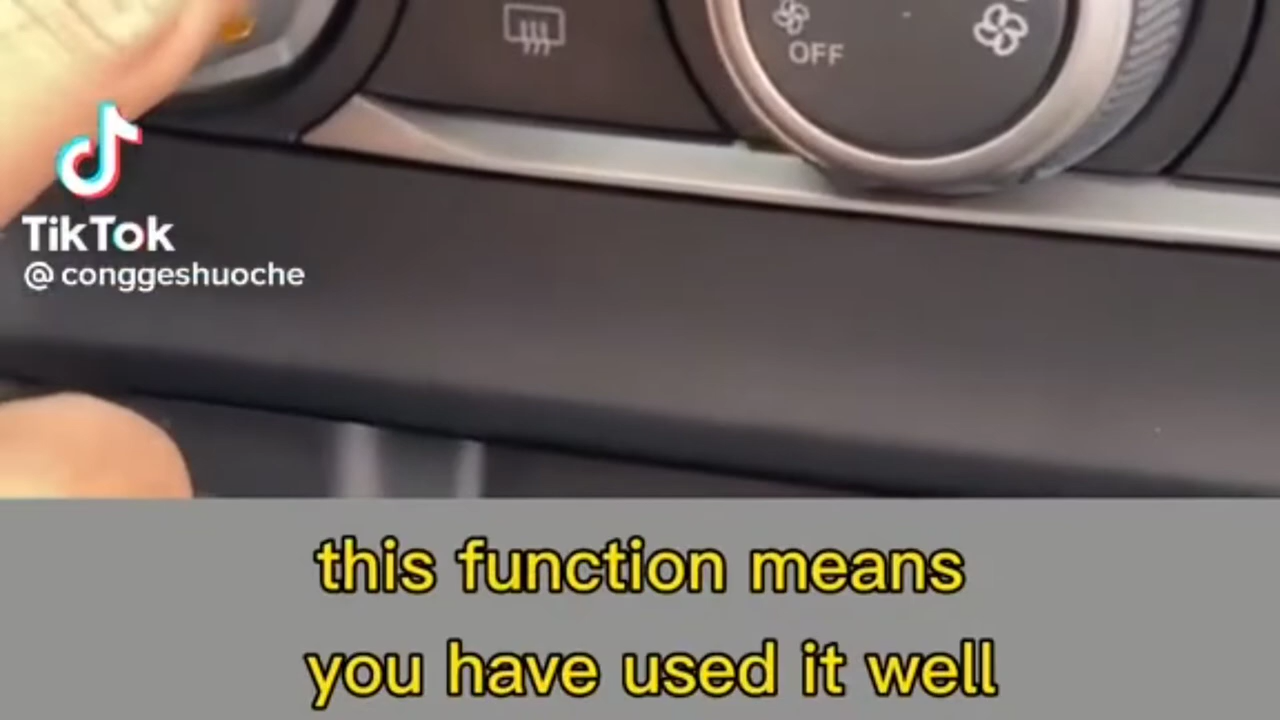 OFF
TikTok
@conggeshuoche
this function means
you have used it well